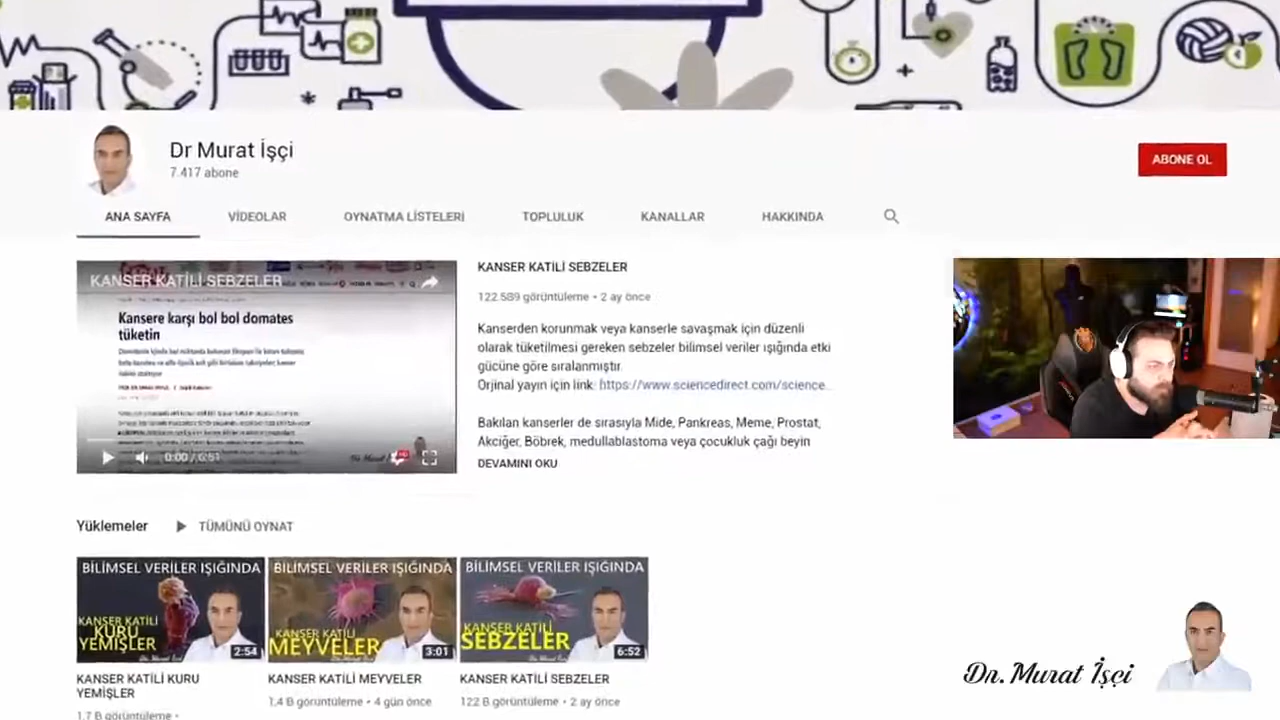 Dr Murat İşçi
7.417 abone
ABONE OL
ANA SAYFA
VİDEOLAR
OYNATMA LİSTELERİ
TOPLULUK
KANALLAR
HAKKINDA
KANSER KATİLİ SEBZELER
Kansere karşı bol bol domates
tüketin
0:00 / 6:51
KANSER KATİLİ SEBZELER
122.589 görüntüleme • 2 ay önce
Kanserden korunmak veya kanserle savaşmak için düzenli
olarak tüketilmesi gereken sebzeler bilimsel veriler ışığında etki
gücüne göre sıralanmıştır.
Orjinal yayın için link: https://www.sciencedirect.com/science...
Bakılan kanserler de sırasıyla Mide, Pankreas, Meme, Prostat,
Akciğer, Böbrek, medullablastoma veya çocukluk çağı beyin
DEVAMINI OKU
Yüklemeler
TÜMÜNÜ OYNAT
BİLİMSEL VERİLER IŞIĞINDA
KANSER KATİLİ
KURU
YEMİŞLER
2:54
BİLİMSEL VERİLER IŞIĞINDA
KANSER KATİLİ
MEYVELER
3:01
BİLİMSEL VERİLER IŞIĞINDA
KANSER KATİLİ
SEBZELER
6:52
KANSER KATİLİ KURU
YEMİŞLER
1.7 B görüntüleme •
KANSER KATİLİ MEYVELER
1.4 B görüntüleme • 4 gün önce
KANSER KATİLİ SEBZELER
122 B görüntüleme • 2 ay önce
Dr. Murat İşçi